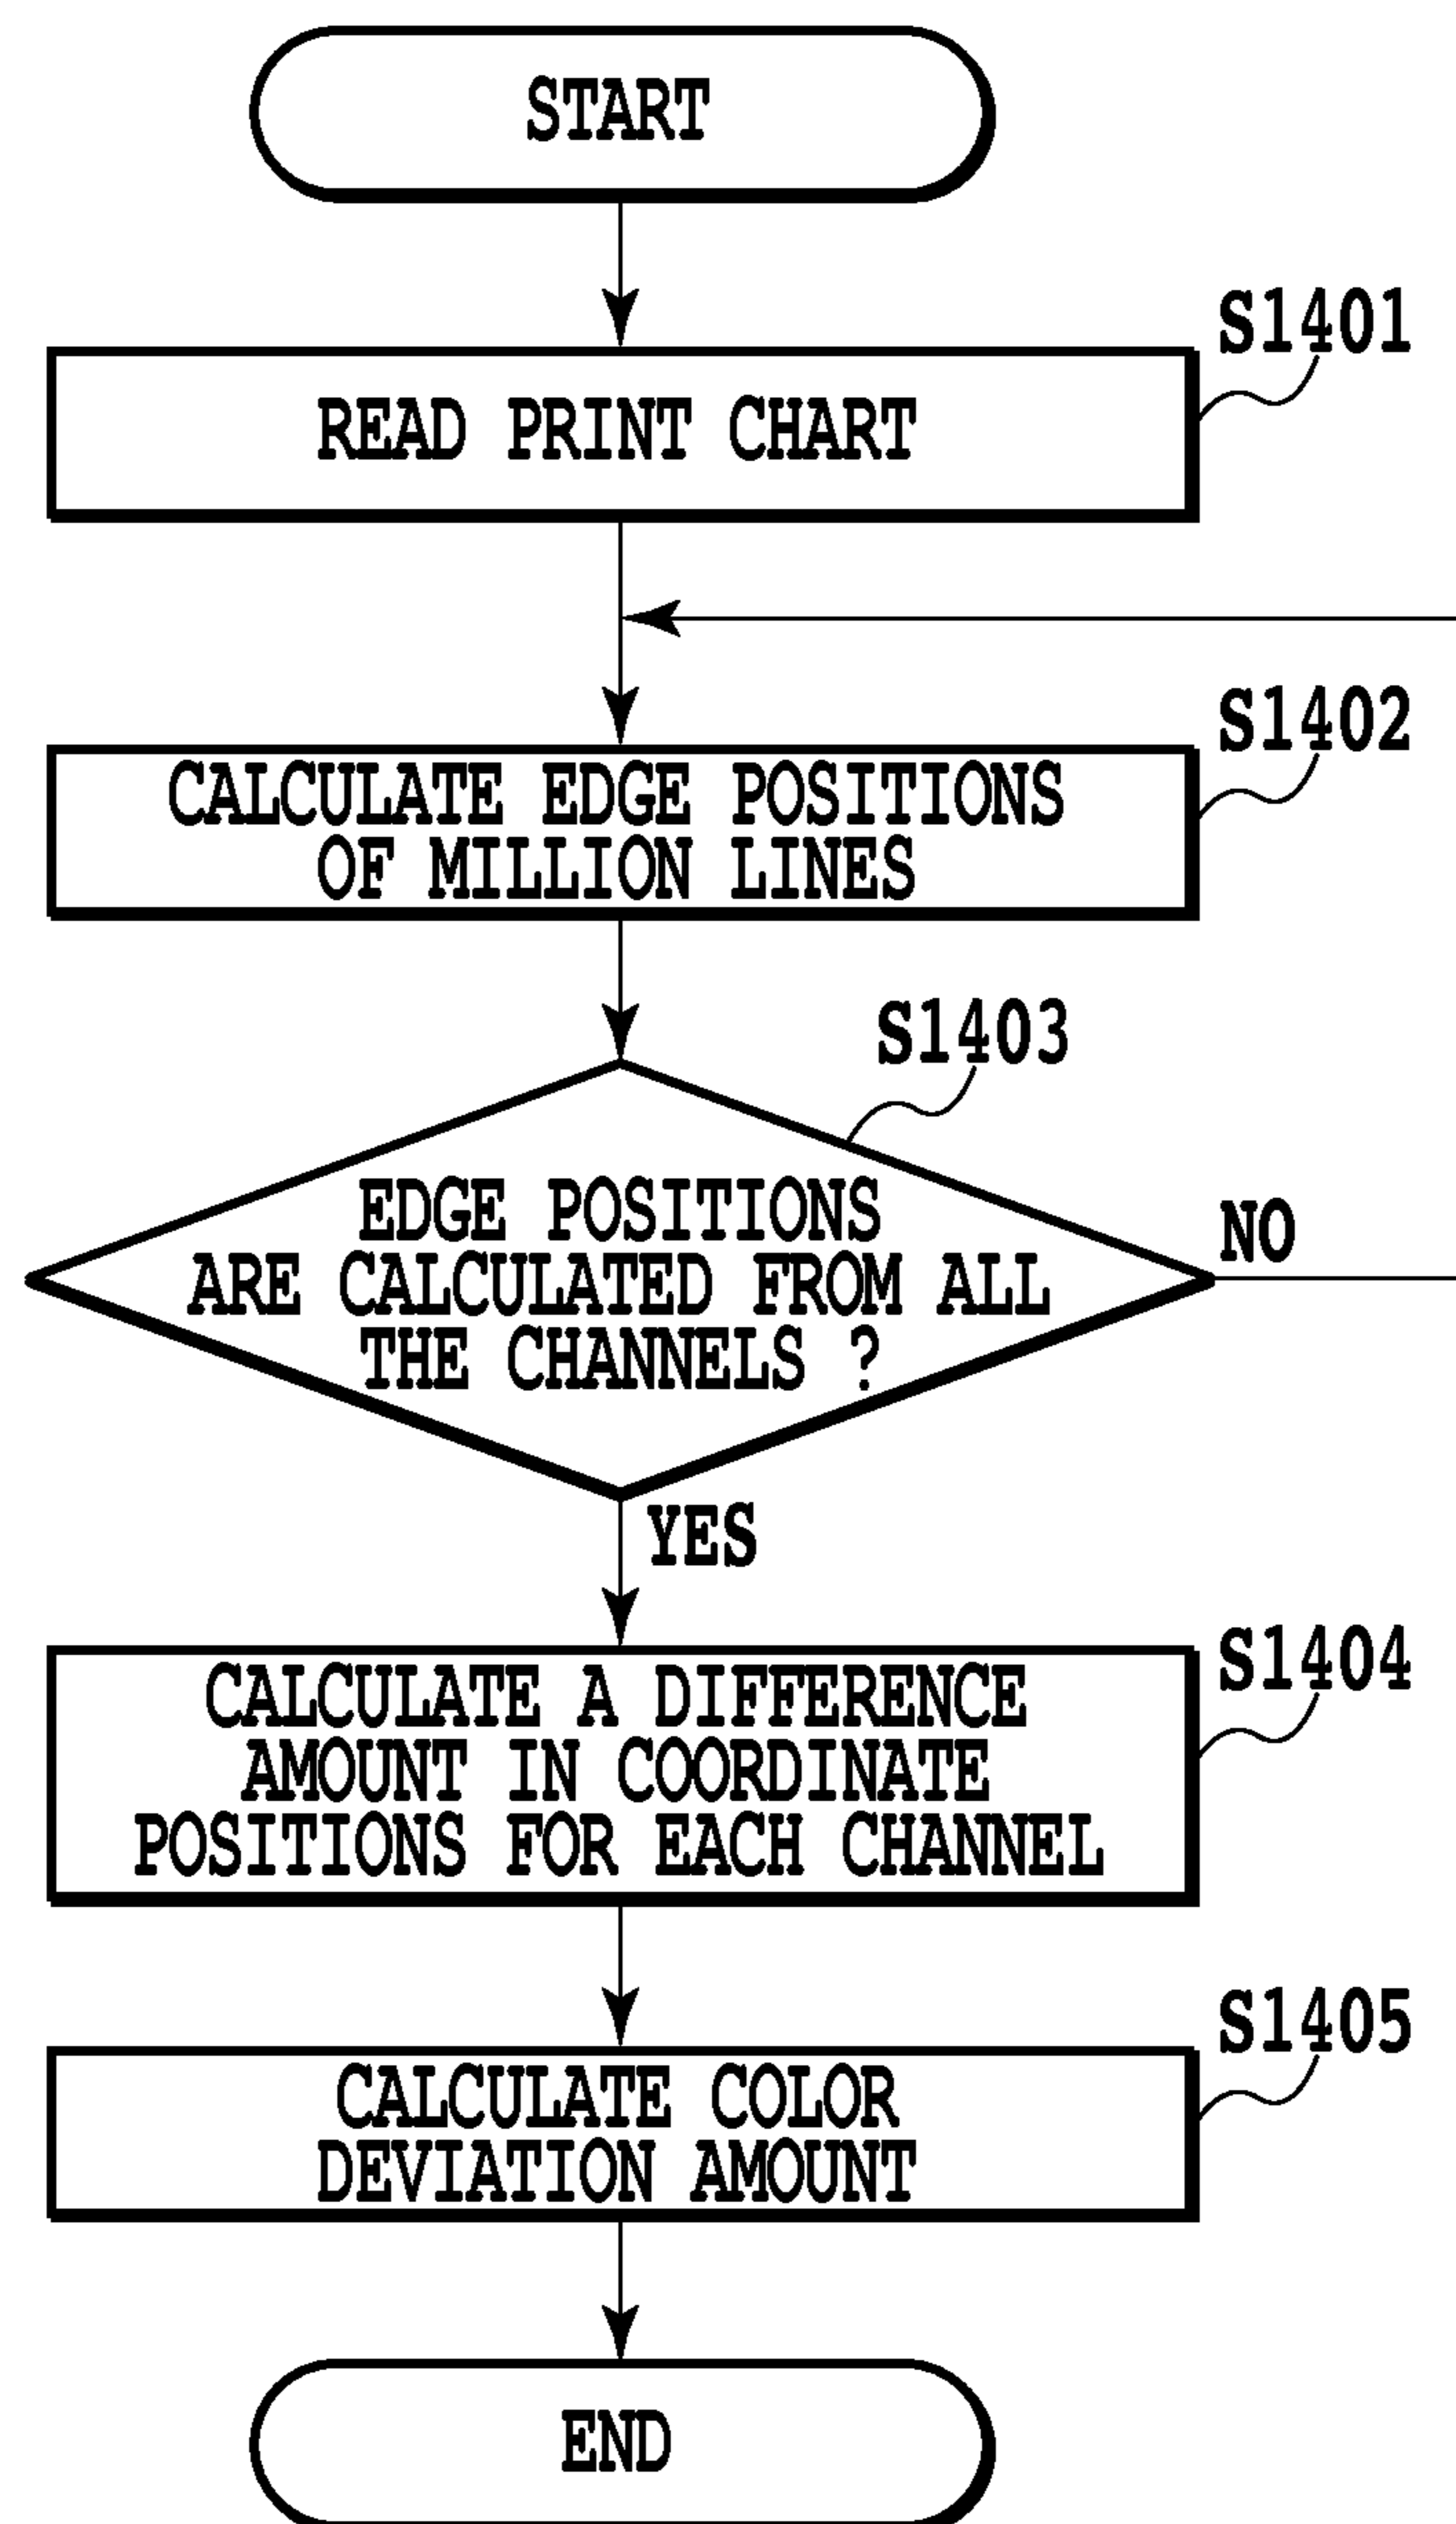 START
S1401
READ PRINT CHART
S1402
CALCULATE EDGE POSITIONS
OF MILLION LINES
S1403
EDGE POSITIONS
ARE CALCULATED FROM ALL
THE CHANNELS ?
NO
YES
S1404
CALCULATE A DIFFERENCE
AMOUNT IN COORDINATE
POSITIONS FOR EACH CHANNEL
S1405
CALCULATE COLOR
DEVIATION AMOUNT
END